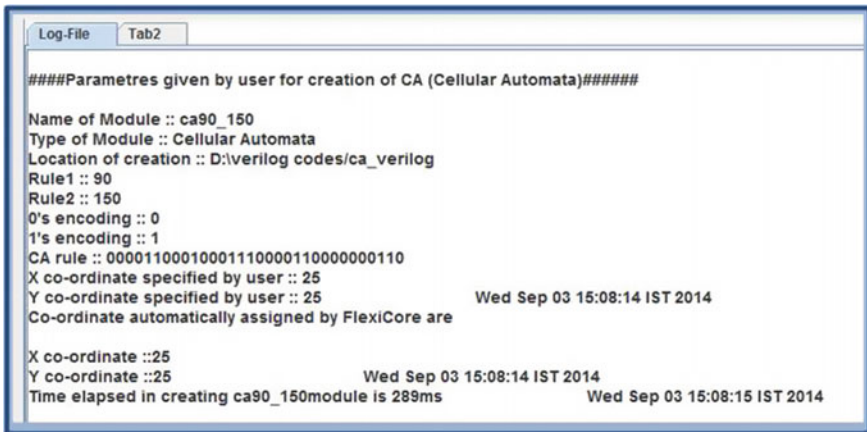 Log-File Tab2
####Parametres given by user for creation of CA (Cellular Automata)######
Name of Module :: ca90_150
Type of Module :: Cellular Automata
Location of creation :: D:\verilog codes/ca_verilog
Rule1 :: 90
Rule2 :: 150
0's encoding :: 0
1's encoding :: 1
CA rule :: 00001100010001110000110000000110
X co-ordinate specified by user :: 25
Y co-ordinate specified by user :: 25 Wed Sep 03 15:08:14 IST 2014
Co-ordinate automatically assigned by FlexiCore are
X co-ordinate ::25
Y co-ordinate ::25 Wed Sep 03 15:08:14 IST 2014
Time elapsed in creating ca90_150module is 289ms Wed Sep 03 15:08:15 IST 2014